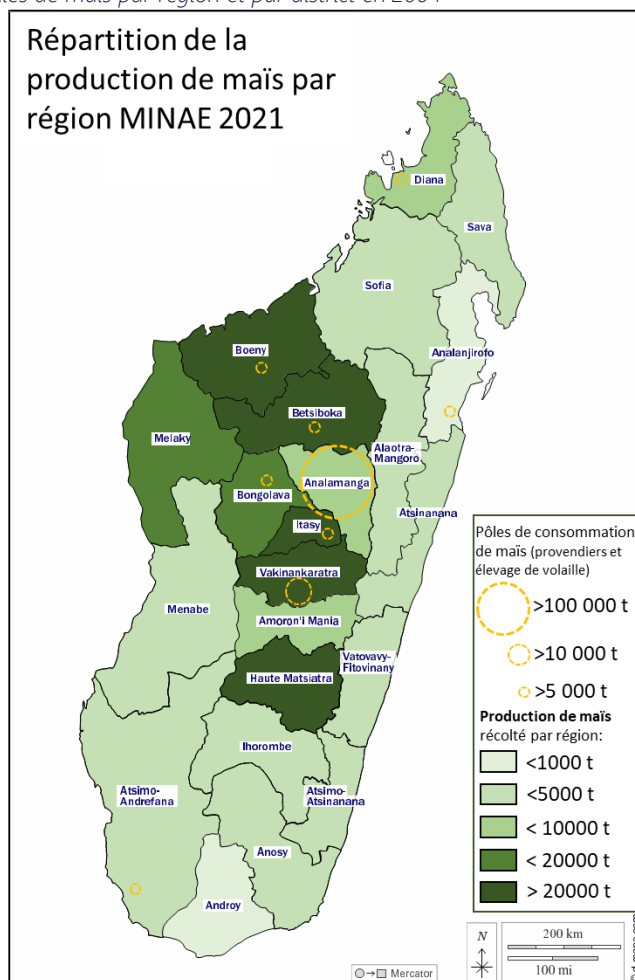 Répartition de la
production de maïs par
région MINAE 2021
Diana
Sava
Sofia
Analanjirofo
Boeny
Betsiboka
Melaky
Alaotra-
Mangoro
Analamanga
Bongolava
Atsinanana
Itasy
Vakinankaratra
Menabe
Amoron'i Mania
Vatovavy-
Fitovinany
Haute Matsiatra
Ihorombe
Atsimo-
Andrefana
Atsimo-
Atsinanana
Anosy
Androy
Pôles de consommation
de maïs (provendiers et
élevage de volaille)
>100 000 t
>10 000 t
>5 000 t
Production de maïs
récolté par région:
<1000 t
<5000 t
< 10000 t
< 20000 t
> 20000 t
N
200 km
100 mi
Mercator